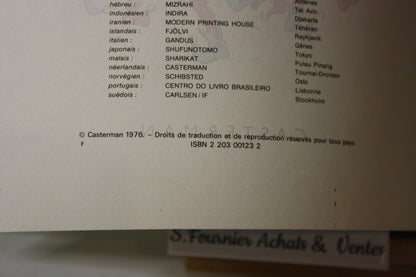 Athènes
hébreu : MIZRAHI Tel Aviv
indonésien : INDIRA Djakarta
iranien : MODERN PRINTING HOUSE Téhéran
islandais : FJÖLVI Reykjavik
italien : GANDUS Gênes
japonais : SHUFUNOTOMO Tokyo
malais : SHARIKAT Pulau Pinang
néerlandais : CASTERMAN Tournai-Dronten
norvégien : SCHIBSTED Oslo
portugais : CENTRO DO LIVRO BRASILEIRO Lisbonne
suédois : CARLSEN/IF Stockholm
CASTERMAN
© Casterman 1976. – Droits de traduction et de reproduction réservés pour tous pays.
F ISBN 2 203 00123 2
S.Fournier Achats & Ventes